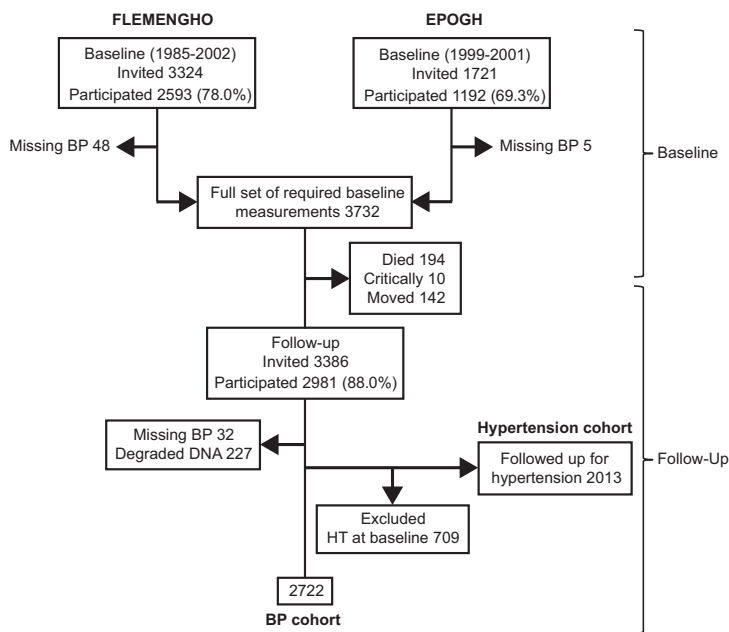 FLEMENGHO
EPOGH
Baseline (1985-2002)
Invited 3324
Participated 2593 (78.0%)
Baseline (1999-2001)
Invited 1721
Participated 1192 (69.3%)
Missing BP 48
Missing BP 5
Baseline
Full set of required baseline
measurements 3732
Died 194
Critically 10
Moved 142
Follow-up
Invited 3386
Participated 2981 (88.0%)
Missing BP 32
Degraded DNA 227
Hypertension cohort
Followed up for
hypertension 2013
Follow-Up
Excluded
HT at baseline 709
2722
BP cohort